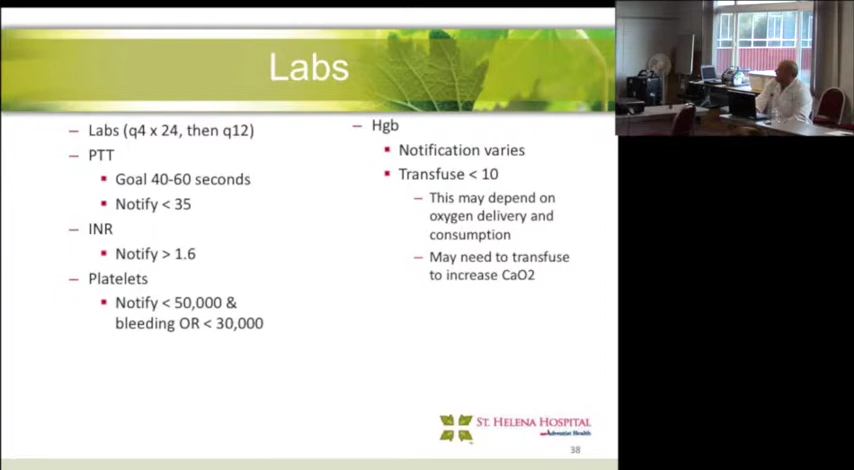 Labs
– Labs (q4 x 24, then q12)
– PTT
▪ Goal 40-60 seconds
▪ Notify < 35
– INR
▪ Notify > 1.6
– Platelets
▪ Notify < 50,000 &
bleeding OR < 30,000
– Hgb
▪ Notification varies
▪ Transfuse < 10
– This may depend on
oxygen delivery and
consumption
– May need to transfuse
to increase CaO2
ST. HELENA HOSPITAL
Adventist Health
38